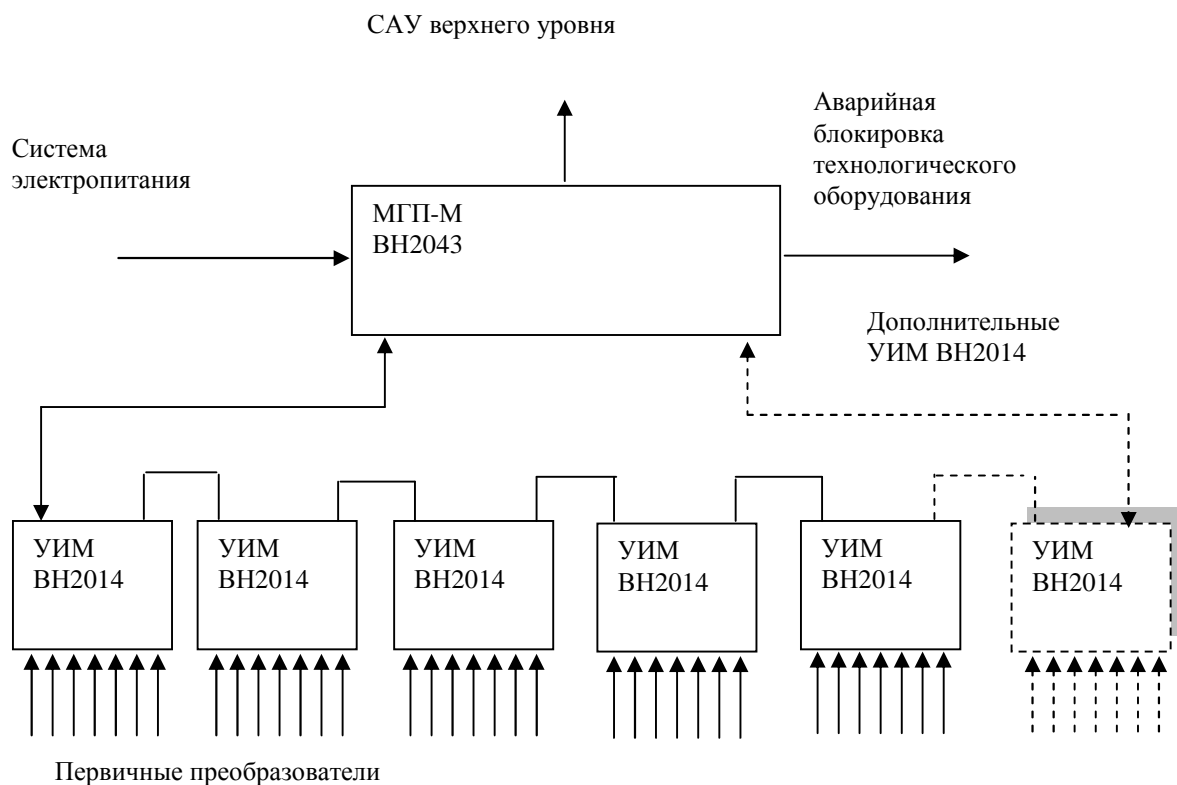 САУ верхнего уровня
Система
электропитания
Аварийная
блокировка
технологического
оборудования
МГП-М
ВН2043
Дополнительные
УИМ ВН2014
УИМ
ВН2014
УИМ
ВН2014
УИМ
ВН2014
УИМ
ВН2014
УИМ
ВН2014
УИМ
ВН2014
Первичные преобразователи